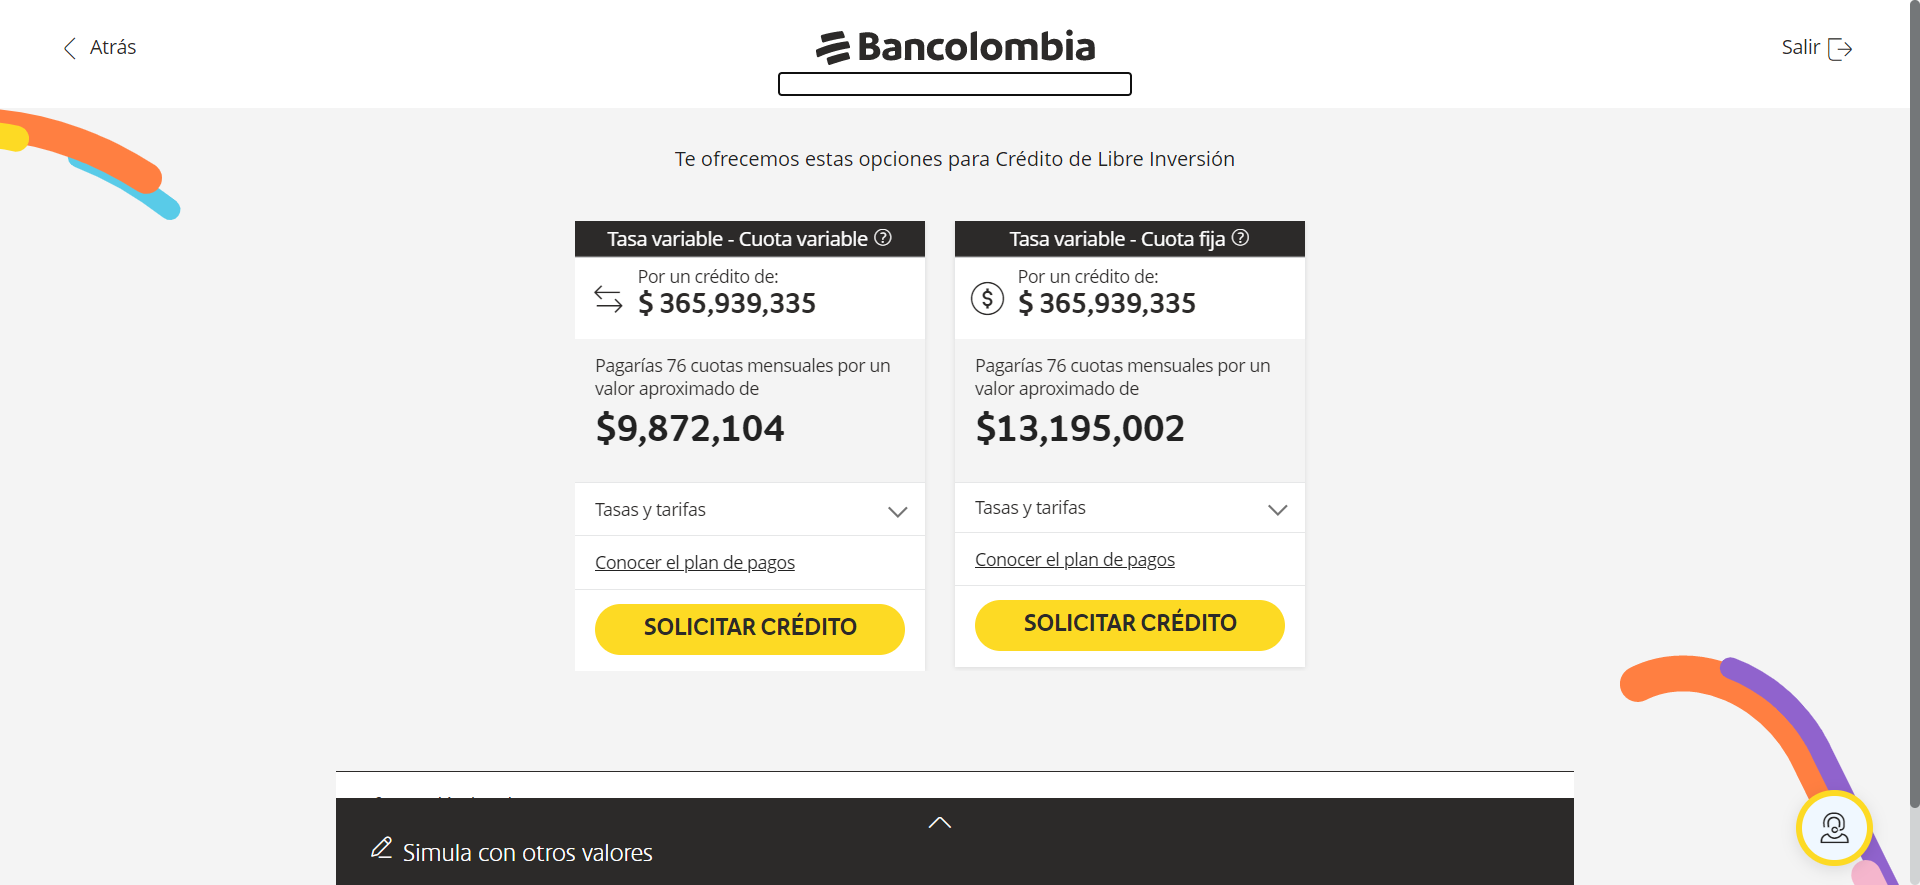 Atrás
Bancolombia
Salir
Te ofrecemos estas opciones para Crédito de Libre Inversión
Tasa variable - Cuota variable ?
Por un crédito de:
$ 365,939,335
Pagarías 76 cuotas mensuales por un
valor aproximado de
$9,872,104
Tasas y tarifas
Conocer el plan de pagos
SOLICITAR CRÉDITO
Tasa variable - Cuota fija ?
$
Por un crédito de:
$ 365,939,335
Pagarías 76 cuotas mensuales por un
valor aproximado de
$13,195,002
Tasas y tarifas
Conocer el plan de pagos
SOLICITAR CRÉDITO
Simula con otros valores